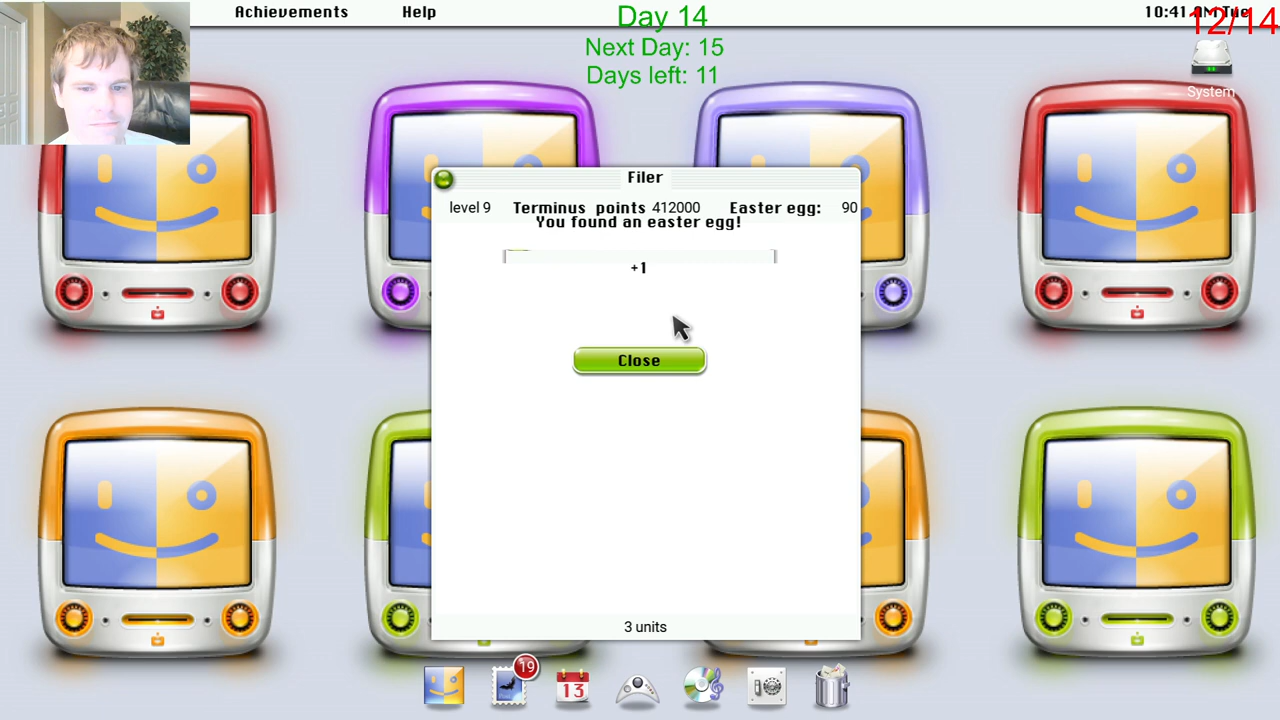 Achievements Help
10:41 AM Tue
Day 14
Next Day: 15
Days left: 11
12/14
System
Filer
level 9 Terminus points 412000 Easter egg: 90
You found an easter egg!
+1
Close
3 units
19
13